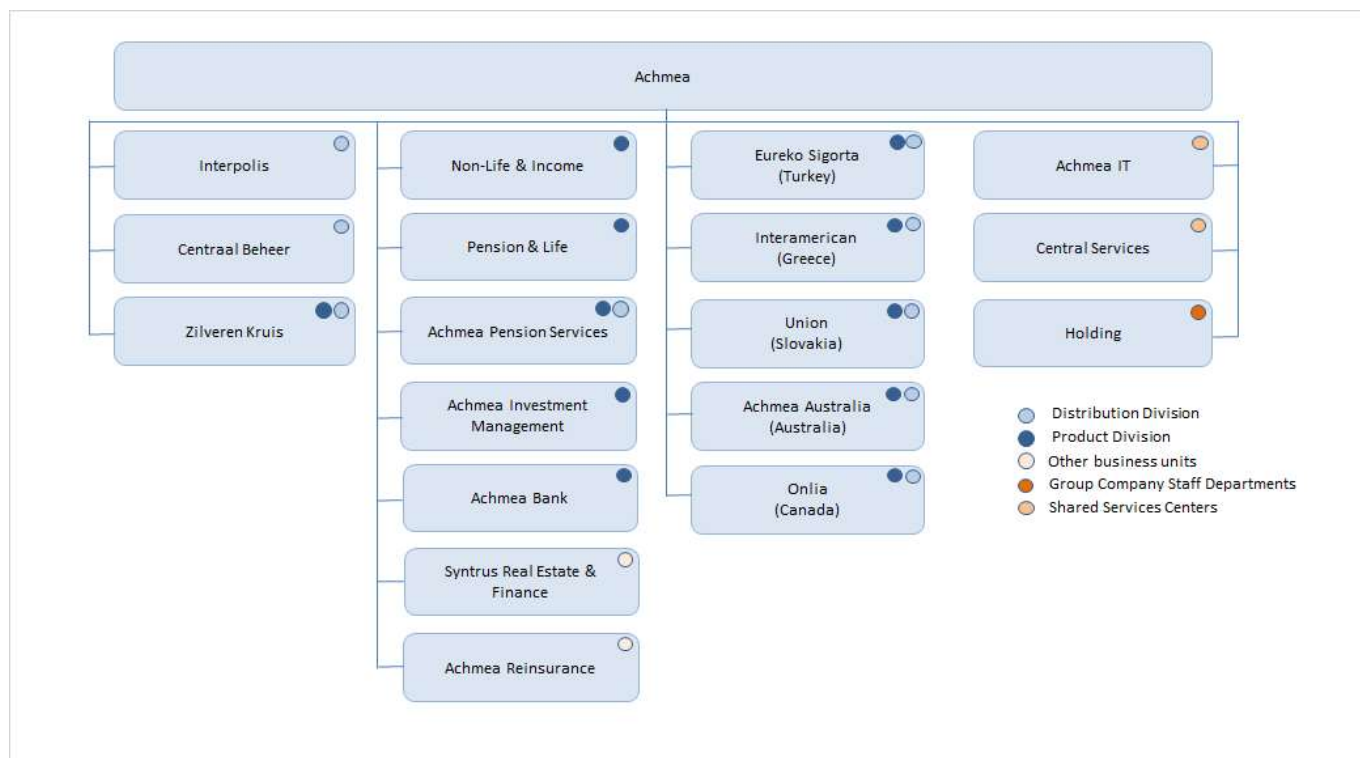 Achmea
Interpolis
Centraal Beheer
Zilveren Kruis
Non-Life & Income
Pension & Life
Achmea Pension Services
Achmea Investment
Management
Achmea Bank
Syntrus Real Estate &
Finance
Achmea Reinsurance
Eureko Sigorta
(Turkey)
Interamerican
(Greece)
Union
(Slovakia)
Achmea Australia
(Australia)
Onlia
(Canada)
Achmea IT
Central Services
Holding
Distribution Division
Product Division
Other business units
Group Company Staff Departments
Shared Services Centers